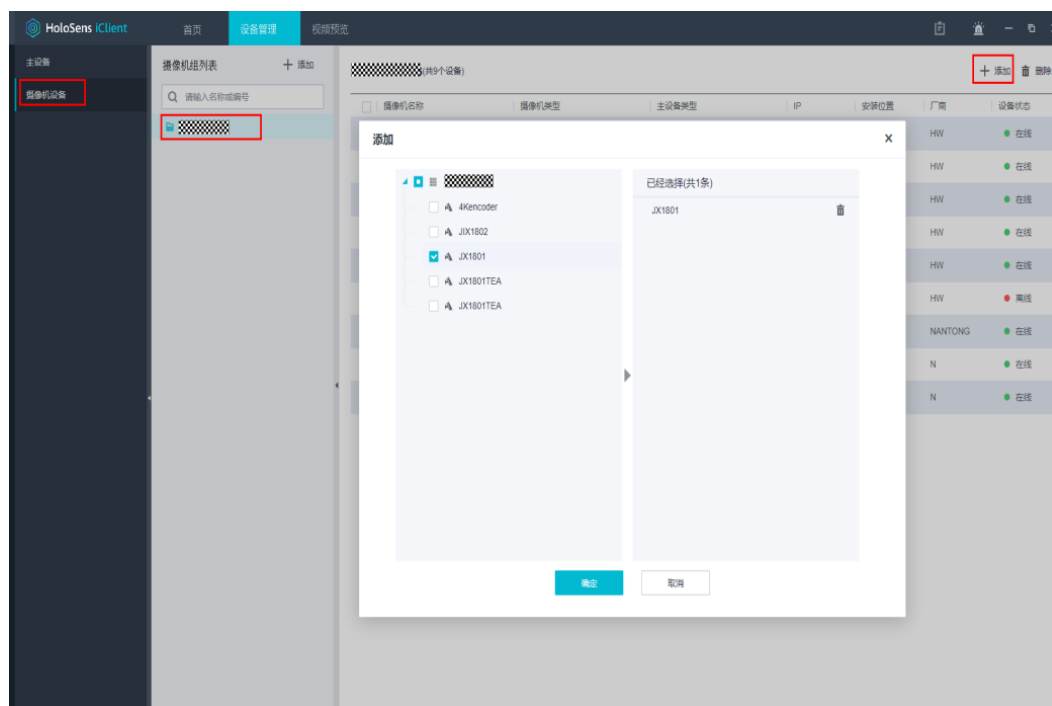 HoloSens iClient
首页
设备管理
视频预览
主设备
摄像机设备
摄像机组列表
添加
请输入名称或编号
(共9个设备)
添加
删除
摄像机名称
摄像机类型
主设备类型
IP
安装位置
厂商
设备状态
HW
在线
HW
在线
HW
在线
HW
在线
HW
在线
HW
离线
NANTONG
在线
N
在线
N
在线
添加
4Kencoder
JIX1802
JX1801
JX1801TEA
JX1801TEA
已经选择(共1条)
JX1801
确定
取消